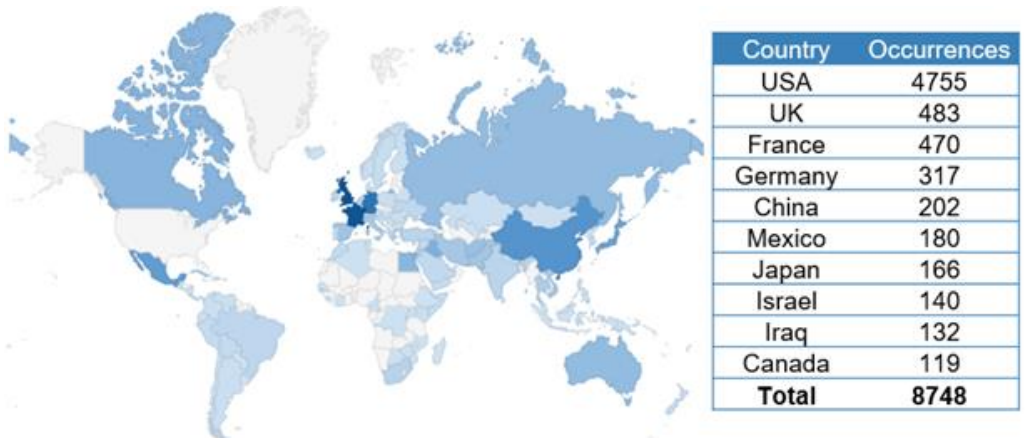 Country Occurrences
USA 4755
UK 483
France 470
Germany 317
China 202
Mexico 180
Japan 166
Israel 140
Iraq 132
Canada 119
Total 8748